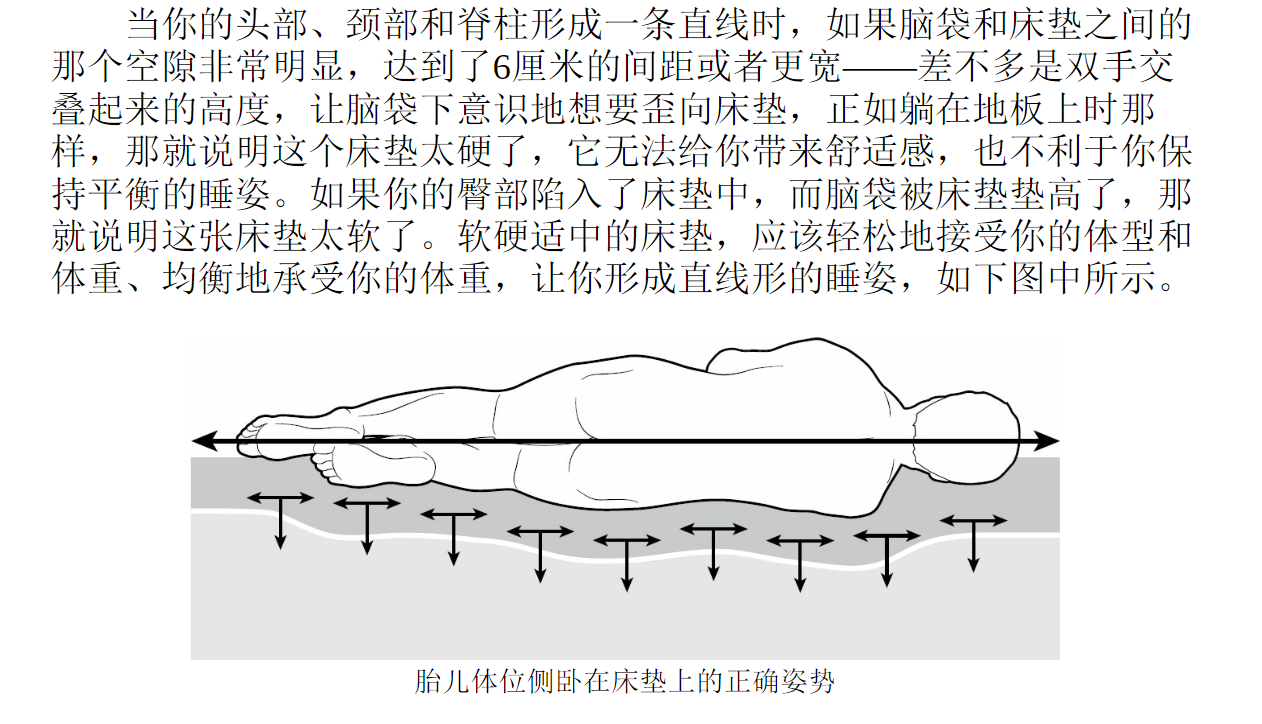 当你的头部、颈部和脊柱形成一条直线时，如果脑袋和床垫之间的
那个空隙非常明显，达到了6厘米的间距或者更宽——差不多是双手交
叠起来的高度，让脑袋下意识地想要歪向床垫，正如躺在地板上时那
样，那就说明这个床垫太硬了，它无法给你带来舒适感，也不利于你保
持平衡的睡姿。如果你的臀部陷入了床垫中，而脑袋被床垫垫高了，那
就说明这张床垫太软了。软硬适中的床垫，应该轻松地接受你的体型和
体重、均衡地承受你的体重，让你形成直线形的睡姿，如下图中所示。
胎儿体位侧卧在床垫上的正确姿势